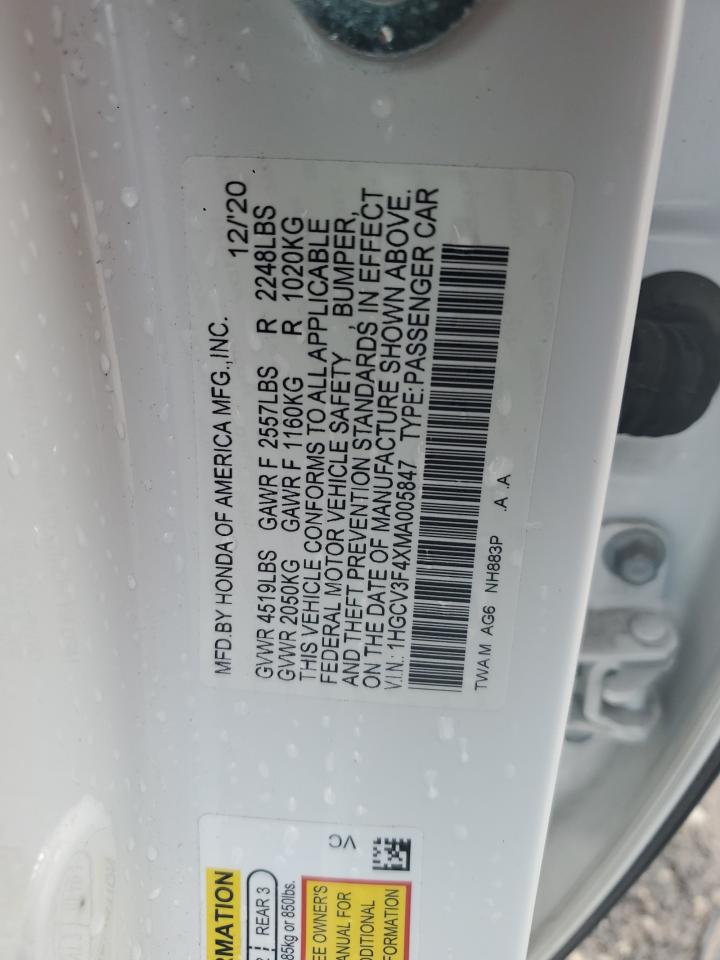 MFD.BY HONDA OF AMERICA MFG.,INC. 12/'20
GVWR 4519LBS GAWR F 2557LBS R 2248LBS
GVWR 2050KG GAWR F 1160KG R 1020KG
THIS VEHICLE CONFORMS TO ALL APPLICABLE
FEDERAL MOTOR VEHICLE SAFETY , BUMPER,
AND THEFT PREVENTION STANDARDS IN EFFECT
ON THE DATE OF MANUFACTURE SHOWN ABOVE.
V.I.N.: 1HGCV3F4XMA005847 TYPE:PASSENGER CAR
TWAM AG6 NH883P .A .A
VC
RMATION
REAR 3
85kg or 850lbs.
EE OWNER'S
ANUAL FOR
DDITIONAL
FORMATION